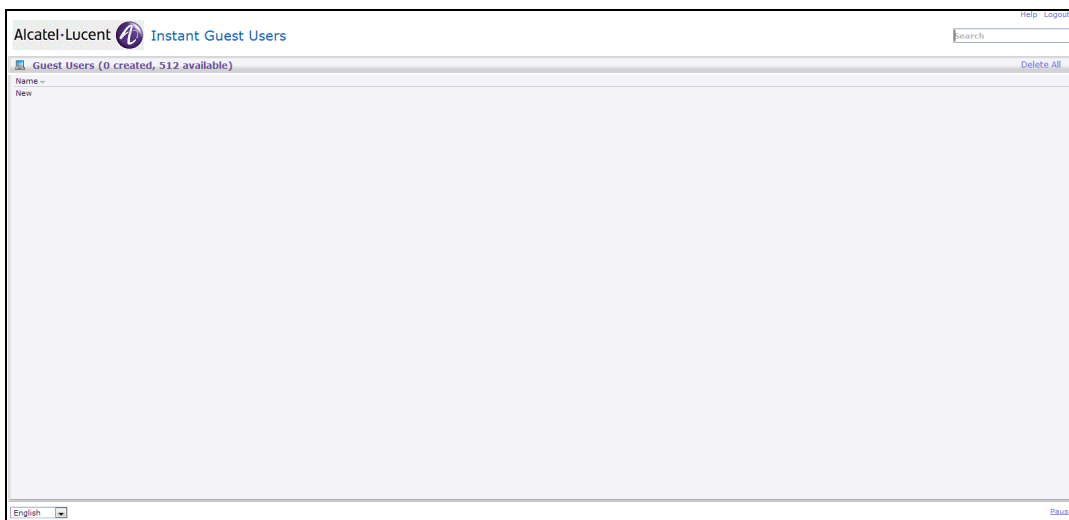 Help Logout
Alcatel·Lucent Instant Guest Users
Search
Guest Users (0 created, 512 available) Delete All
Name
New
English Paus